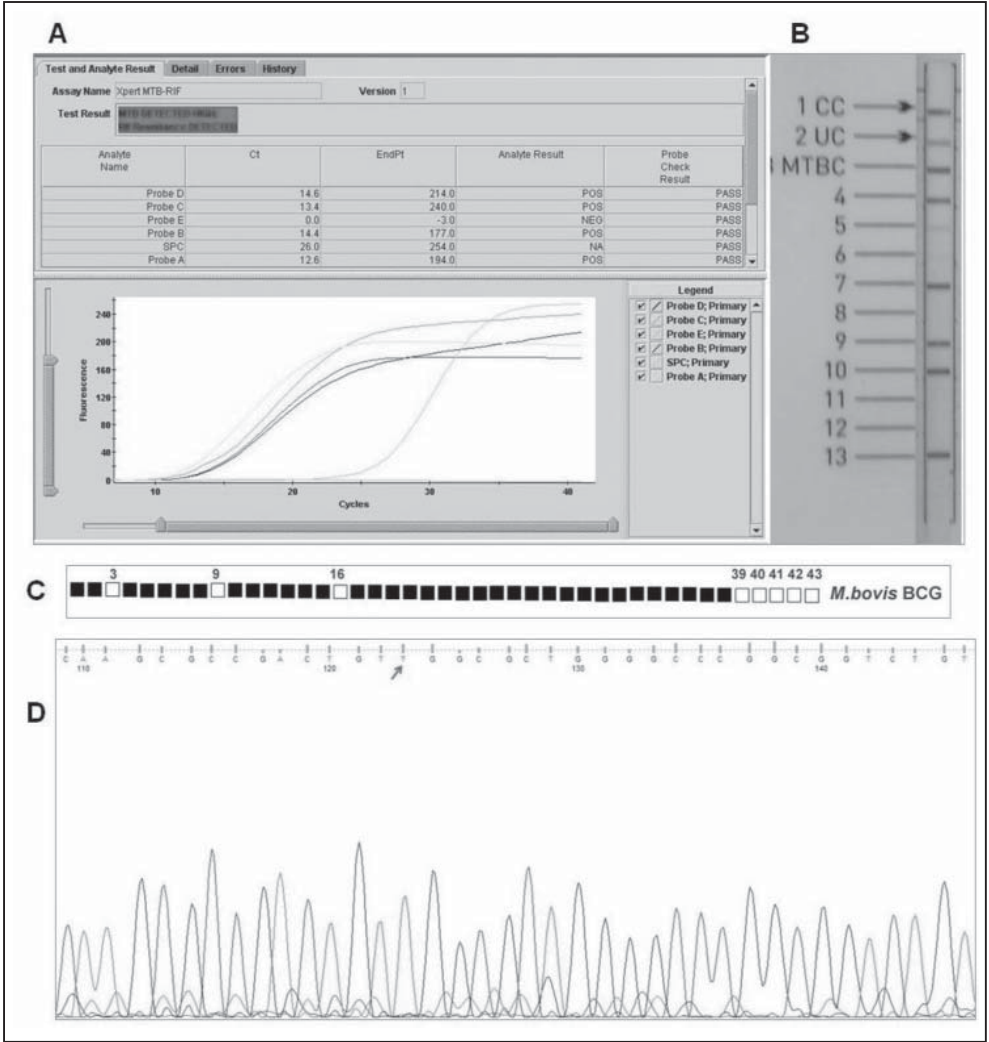 A
B
Test and Analyte Result Detail Errors History
Assay Name Xpert MTB-RIF Version 1
Test Result MTB DETECTED HIGH;
Rif Resistance DETECTED
Analyte Name Ct EndPt Analyte Result Probe Check Result
Probe D 14.6 214.0 POS PASS
Probe C 13.4 240.0 POS PASS
Probe E 0.0 -3.0 NEG PASS
Probe B 14.4 177.0 POS PASS
SPC 26.0 254.0 NA PASS
Probe A 12.6 194.0 POS PASS
Fluorescence
240
200
160
120
80
40
0
10 20 30 40
Cycles
Legend
Probe D; Primary
Probe C; Primary
Probe E; Primary
Probe B; Primary
SPC; Primary
Probe A; Primary
1 CC
2 UC
MTBC
4
5
6
7
8
9
10
11
12
13
C
3 9 16 39 40 41 42 43
M.bovis BCG
D
C A A G C G C C G A C T G T T G G C G C T G G G G C C C G G C G G T C T G T
110 120 130 140